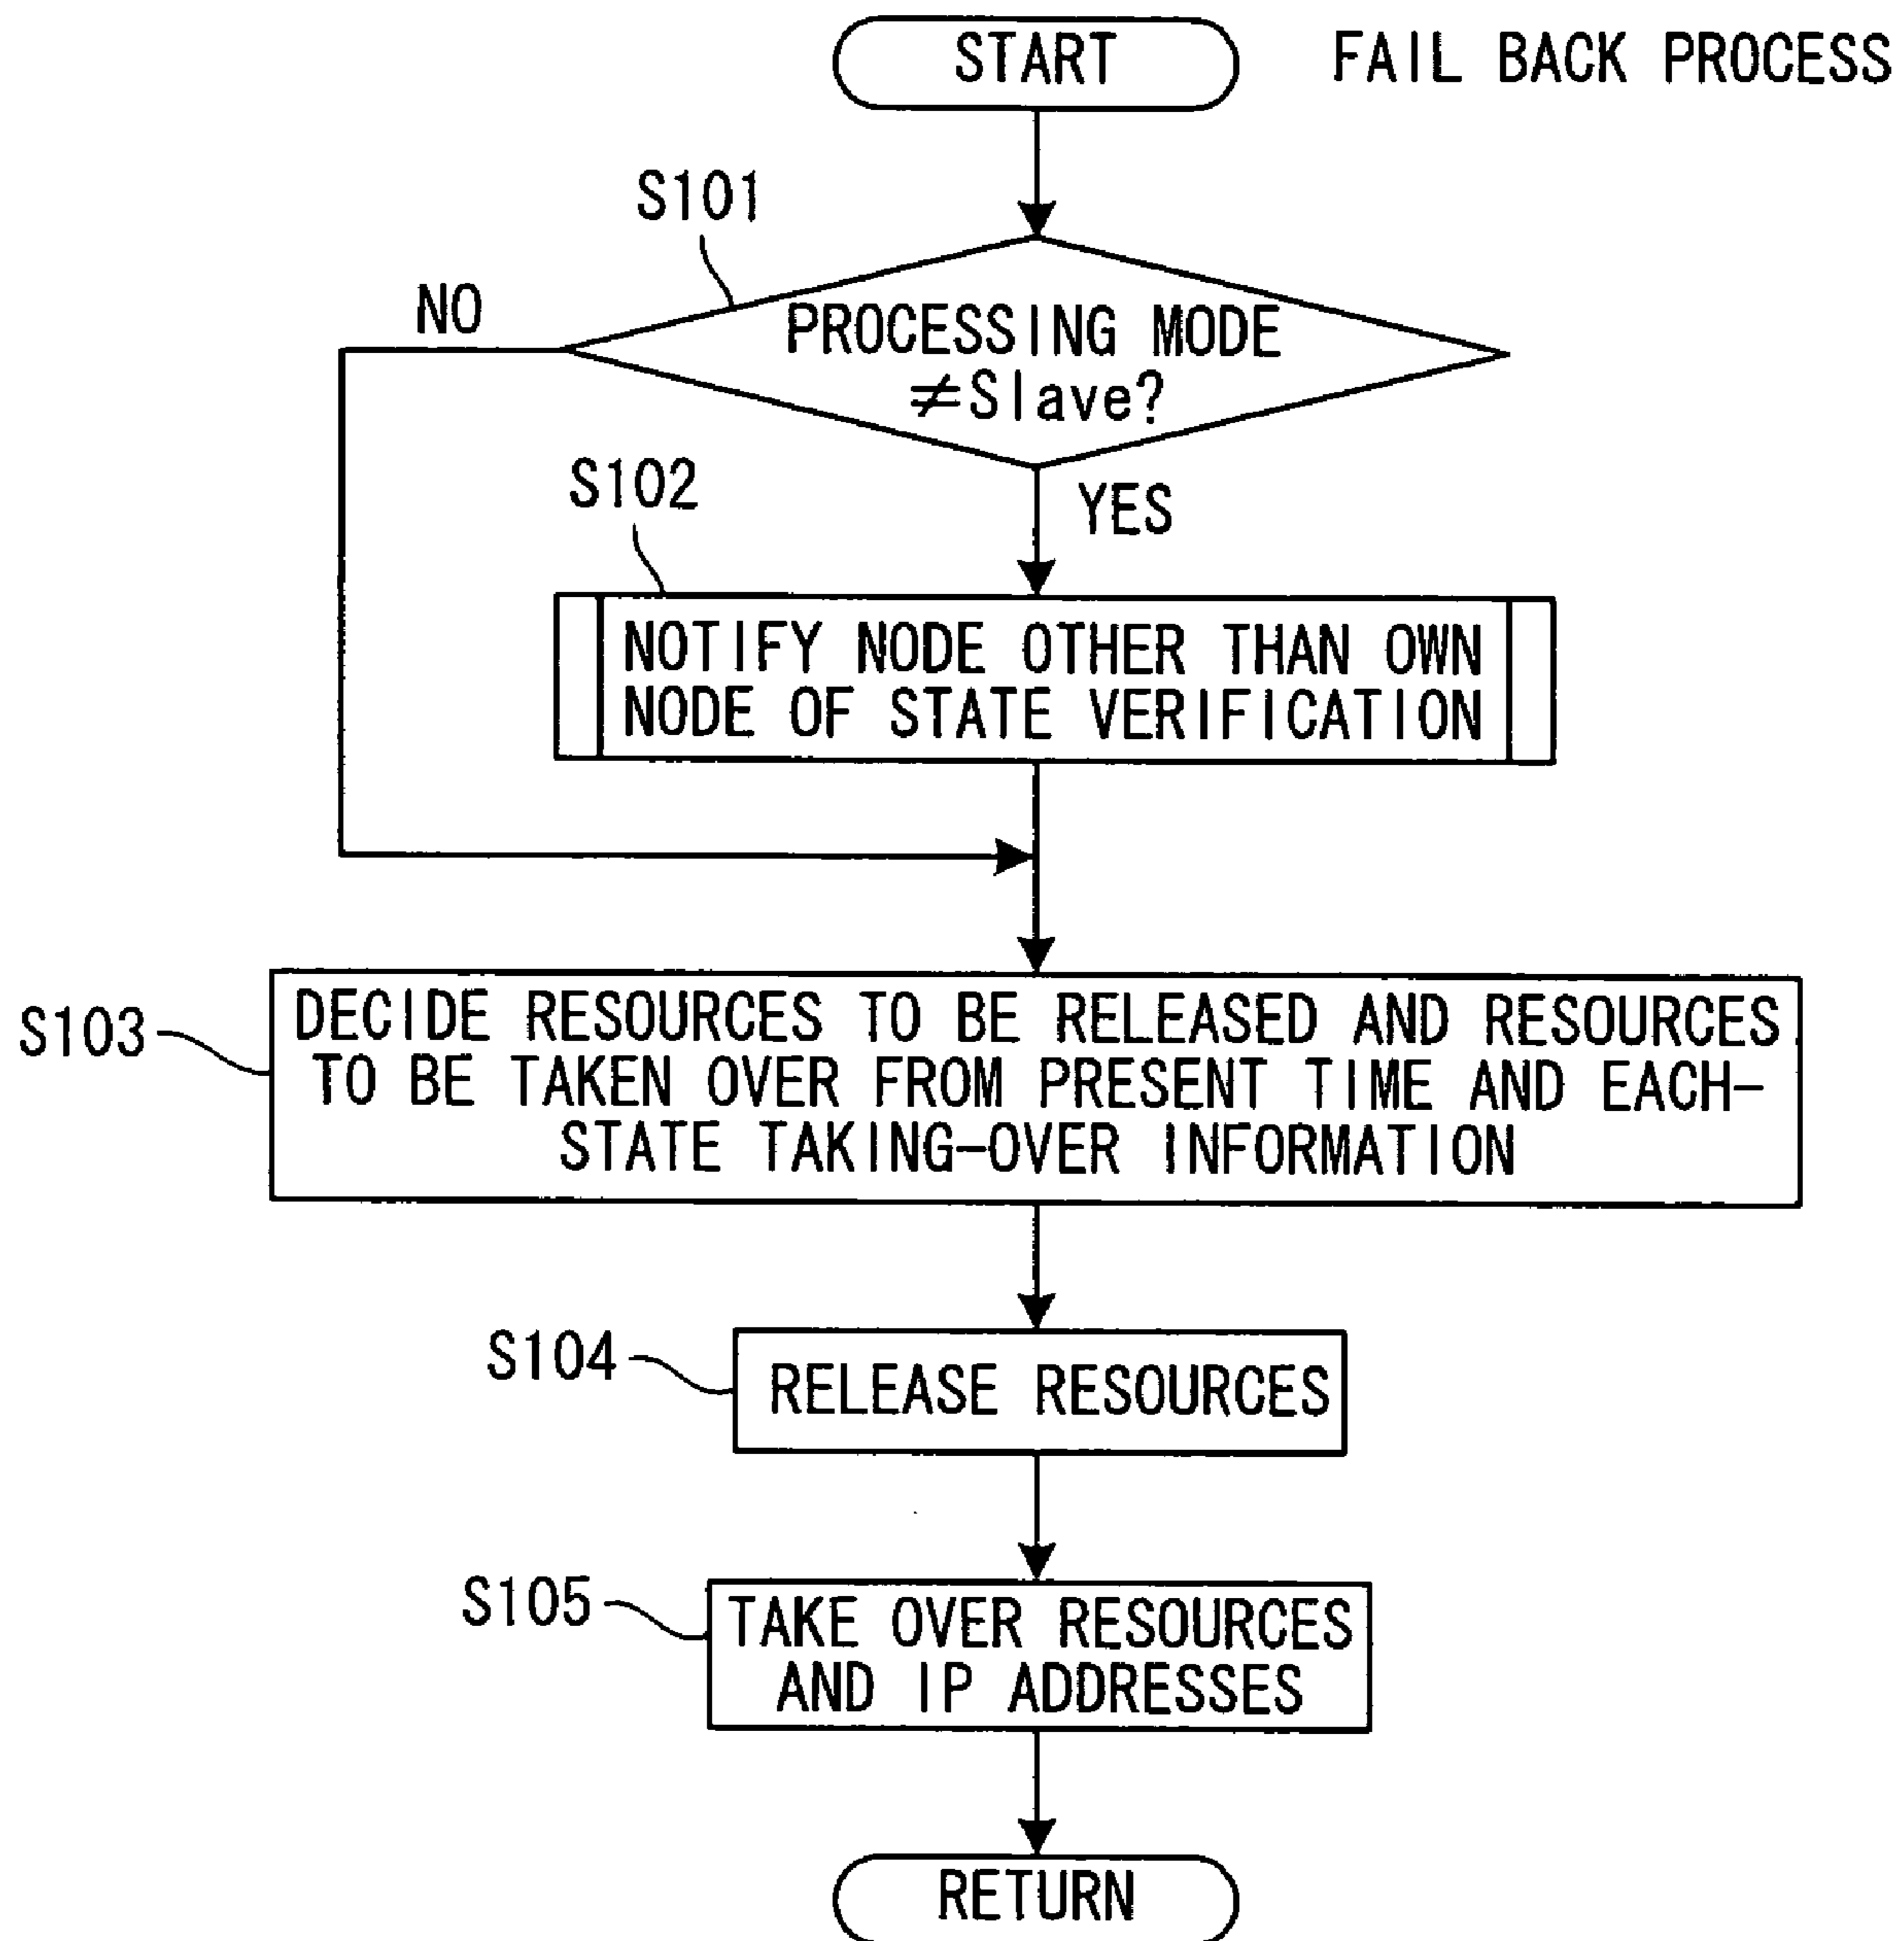 START
FAIL BACK PROCESS
S101
NO
PROCESSING MODE
≠Slave?
S102
YES
NOTIFY NODE OTHER THAN OWN
NODE OF STATE VERIFICATION
S103
DECIDE RESOURCES TO BE RELEASED AND RESOURCES
TO BE TAKEN OVER FROM PRESENT TIME AND EACH-
STATE TAKING-OVER INFORMATION
S104
RELEASE RESOURCES
S105
TAKE OVER RESOURCES
AND IP ADDRESSES
RETURN